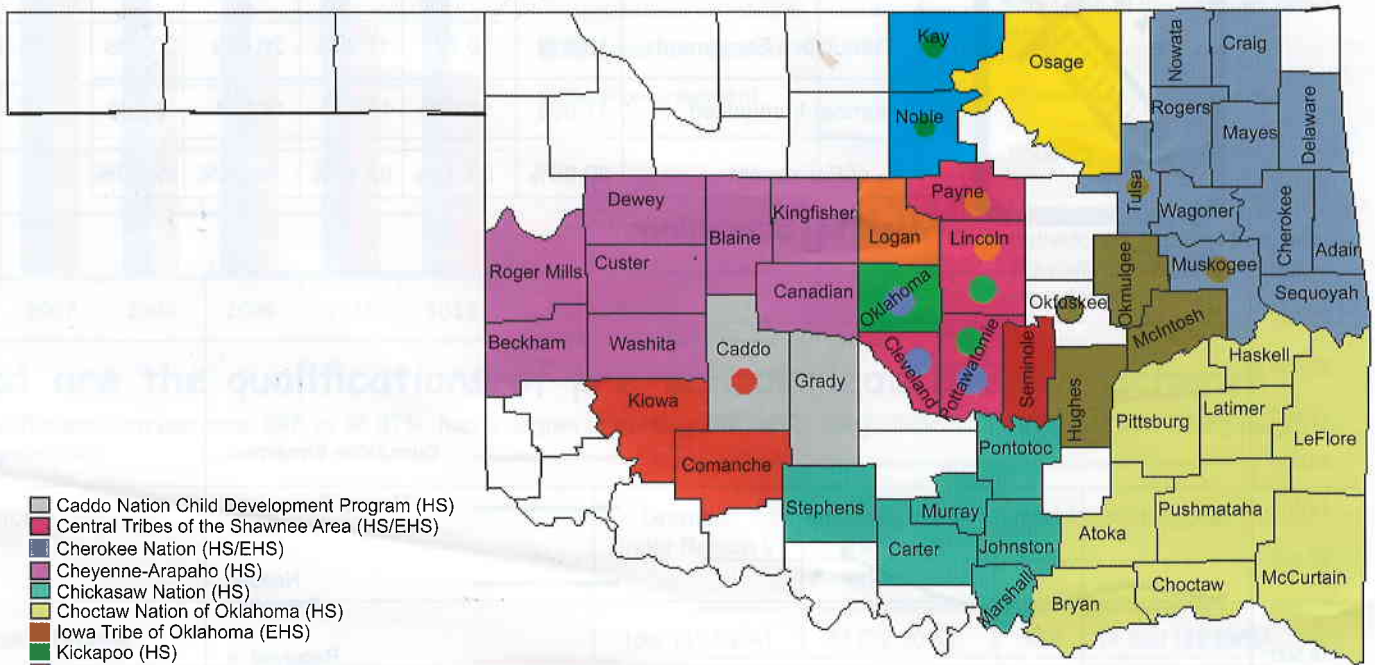 Kay
Osage
Nowata
Craig
Noble
Rogers
Mayes
Delaware
Tulsa
Dewey
Payne
Wagoner
Cherokee
Kingfisher
Blaine
Logan
Lincoln
Adair
Roger Mills
Custer
Muskogee
Canadian
Oklahoma
Okfuskee
Okmulgee
Sequoyah
McIntosh
Beckham
Washita
Caddo
Cleveland
Pottawatomie
Seminole
Haskell
Grady
Hughes
Kiowa
Latimer
Pittsburg
LeFlore
Pontotoc
Comanche
Stephens
Murray
Pushmataha
Atoka
Carter
Johnston
McCurtain
Choctaw
Marshall
Bryan
Caddo Nation Child Development Program (HS)
Central Tribes of the Shawnee Area (HS/EHS)
Cherokee Nation (HS/EHS)
Cheyenne-Arapaho (HS)
Chickasaw Nation (HS)
Choctaw Nation of Oklahoma (HS)
Iowa Tribe of Oklahoma (EHS)
Kickapoo (HS)